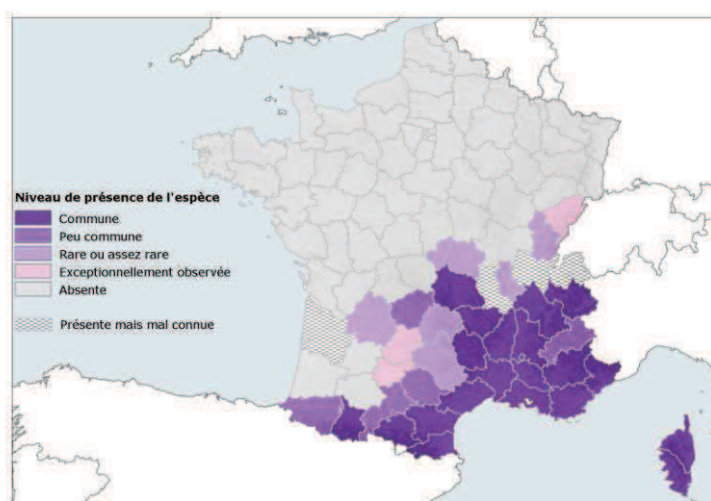 Niveau de présence de l'espèce
Commune
Peu commune
Rare ou assez rare
Exceptionnellement observée
Absente
Présente mais mal connue